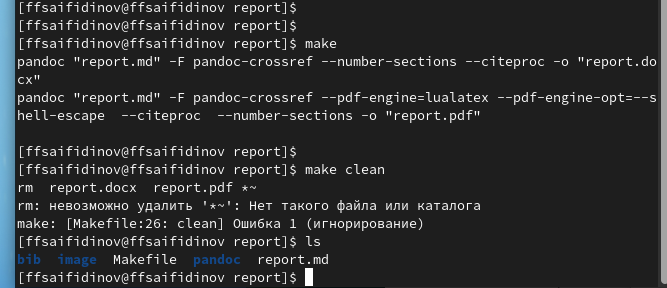 [ffsaifidinov@ffsaifidinov report]$
[ffsaifidinov@ffsaifidinov report]$
[ffsaifidinov@ffsaifidinov report]$ make
pandoc "report.md" -F pandoc-crossref --number-sections --citeproc -o "report.do
cx"
pandoc "report.md" -F pandoc-crossref --pdf-engine=lualatex --pdf-engine-opt=--s
hell-escape  --citeproc  --number-sections -o "report.pdf"
[ffsaifidinov@ffsaifidinov report]$
[ffsaifidinov@ffsaifidinov report]$ make clean
rm  report.docx  report.pdf *~
rm: невозможно удалить '*~': Нет такого файла или каталога
make: [Makefile:26: clean] Ошибка 1 (игнорирование)
[ffsaifidinov@ffsaifidinov report]$ ls
bib  image  Makefile  pandoc  report.md
[ffsaifidinov@ffsaifidinov report]$